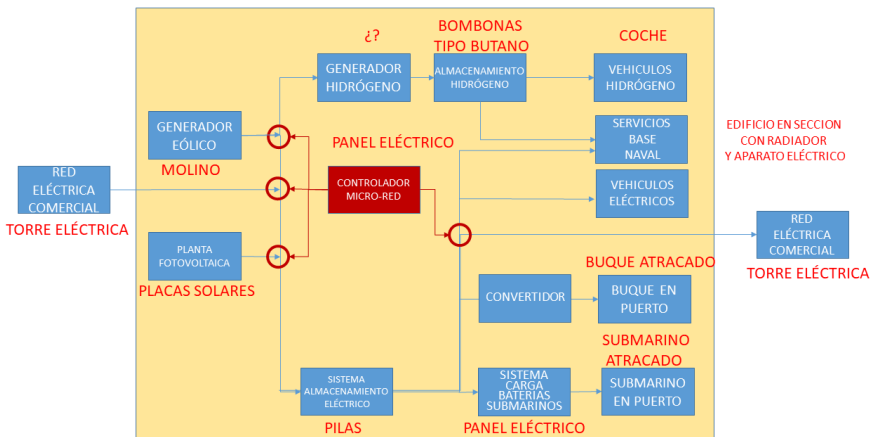 ¿?
BOMBONAS
TIPO BUTANO
COCHE
GENERADOR
HIDRÓGENO
ALMACENAMIENTO
HIDRÓGENO
VEHICULOS
HIDRÓGENO
GENERADOR
EÓLICO
MOLINO
PANEL ELÉCTRICO
SERVICIOS
BASE
NAVAL
EDIFICIO EN SECCION
CON RADIADOR
Y APARATO ELÉCTRICO
RED
ELÉCTRICA
COMERCIAL
TORRE ELÉCTRICA
CONTROLADOR
MICRO-RED
VEHICULOS
ELÉCTRICOS
RED
ELÉCTRICA
COMERCIAL
TORRE ELÉCTRICA
PLANTA
FOTOVOLTAICA
PLACAS SOLARES
BUQUE ATRACADO
CONVERTIDOR
BUQUE EN
PUERTO
SUBMARINO
ATRACADO
SISTEMA
ALMACENAMIENTO
ELÉCTRICO
PILAS
SISTEMA
CARGA
BATERIAS
SUBMARINOS
PANEL ELÉCTRICO
SUBMARINO
EN PUERTO